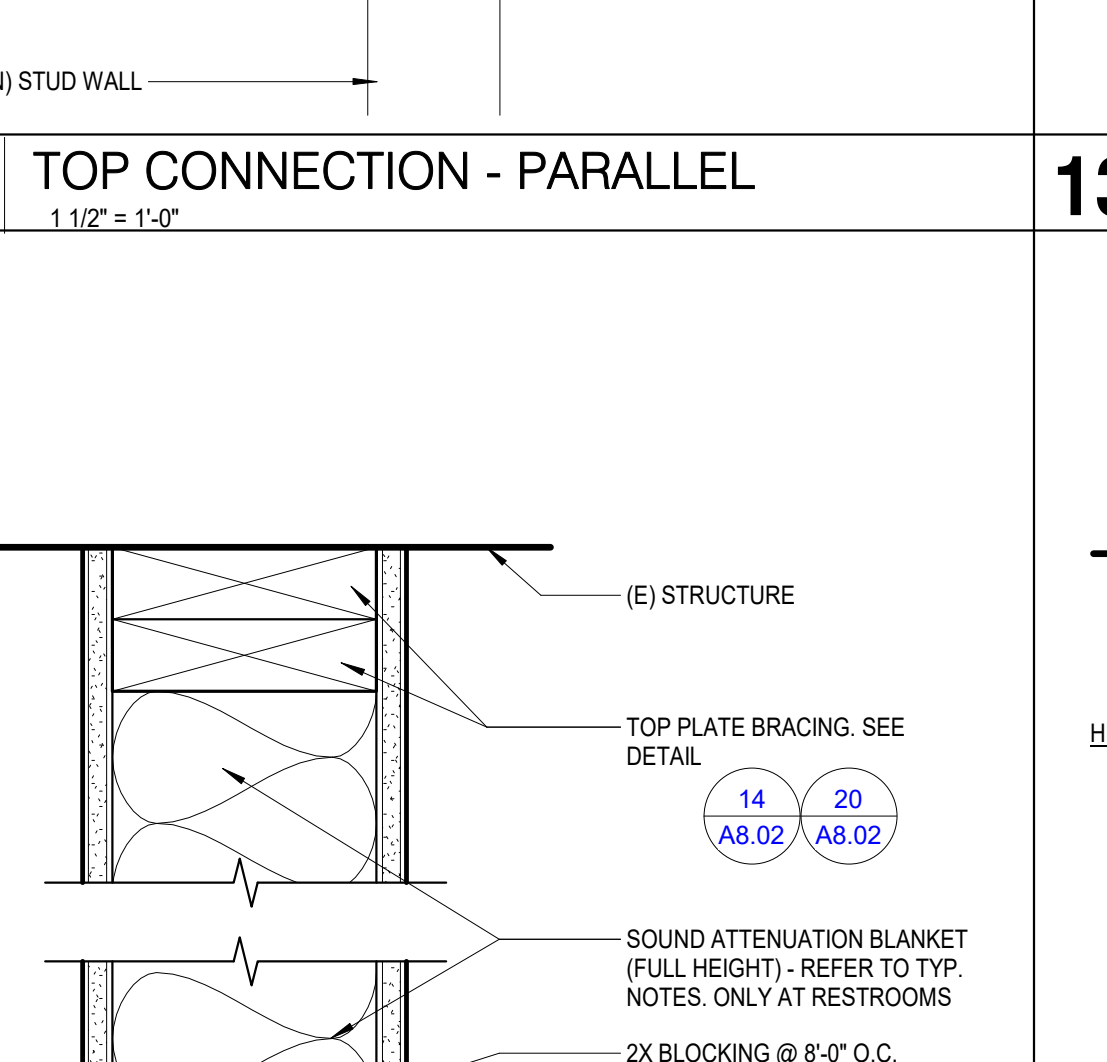 N) STUD WALL
TOP CONNECTION - PARALLEL
1 1/2" = 1'-0"
13
(E) STRUCTURE
TOP PLATE BRACING. SEE
DETAIL
14 20
A8.02 A8.02
H
SOUND ATTENUATION BLANKET
(FULL HEIGHT) - REFER TO TYP.
NOTES. ONLY AT RESTROOMS
2X BLOCKING @ 8'-0" O.C.